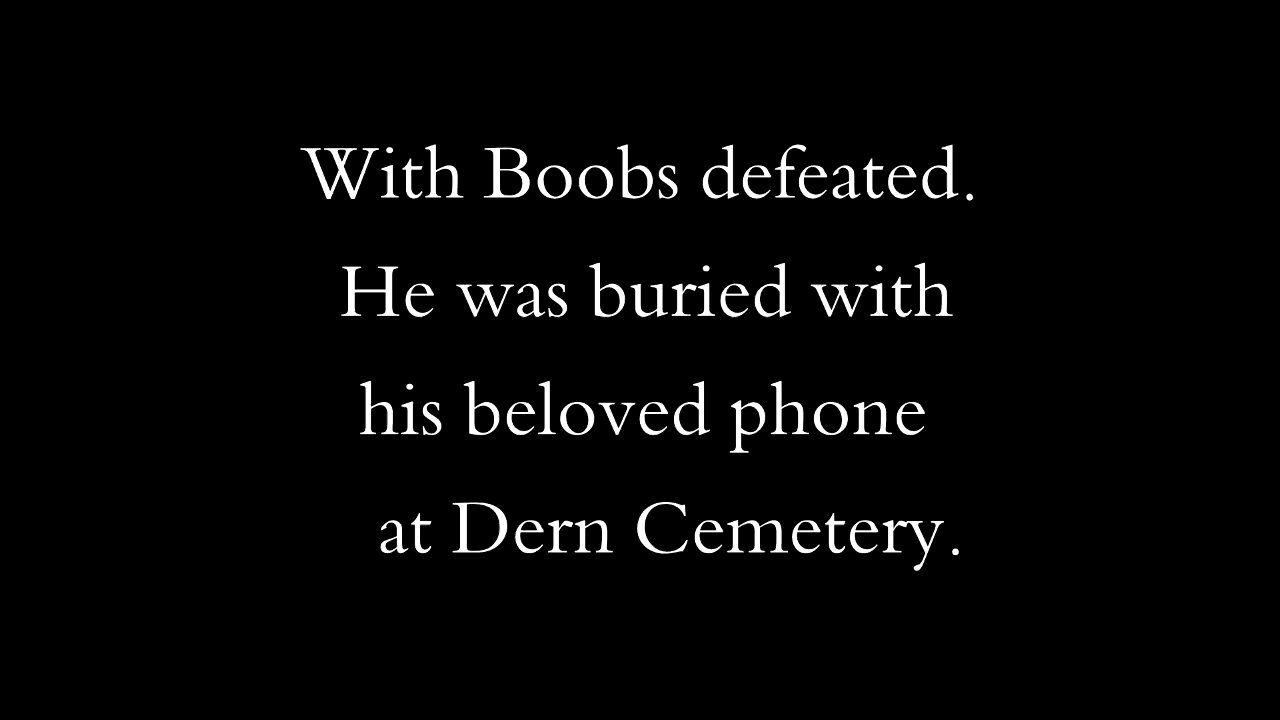 With Boobs defeated.
He was buried with
his beloved phone
at Dern Cemetery.